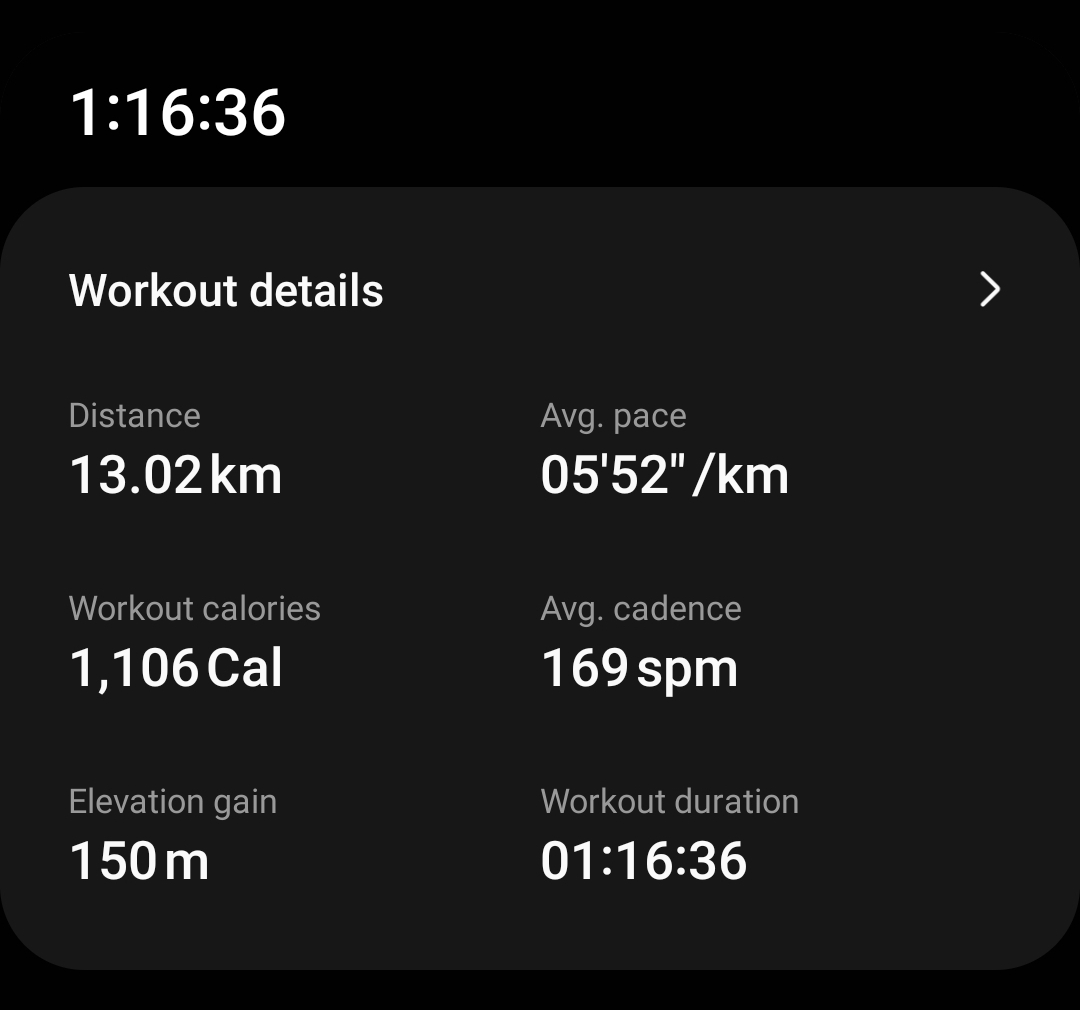 1:16:36
Workout details
Distance
13.02 km
Avg. pace
05'52" /km
Workout calories
1,106 Cal
Avg. cadence
169 spm
Elevation gain
150 m
Workout duration
01:16:36